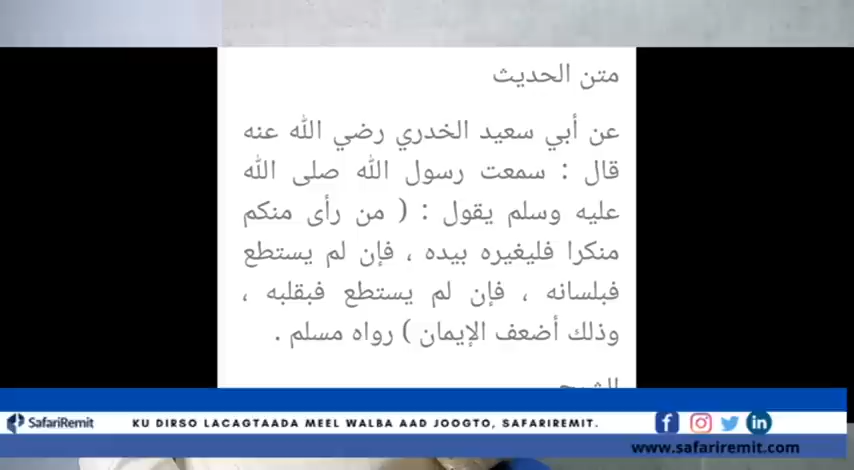 متن الحديث
عن أبي سعيد الخدري رضي الله عنه
قال : سمعت رسول الله صلى الله
عليه وسلم يقول : ( من رأى منكم
منكرا فليغيره بيده ، فإن لم يستطع
فبلسانه ، فإن لم يستطع فبقلبه ،
وذلك أضعف الإيمان ) رواه مسلم .
SafariRemit
KU DIRSO LACAGTAADA MEEL WALBA AAD JOOGTO, SAFARIREMIT.
www.safariremit.com